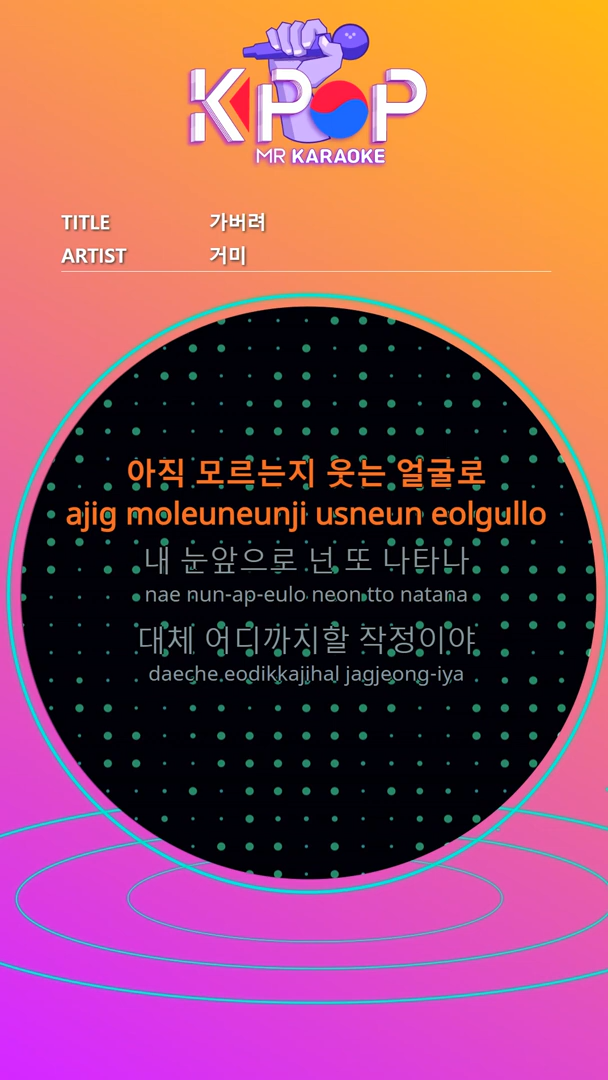 KPOP
MR KARAOKE
TITLE 가버려
ARTIST 거미
아직 모르는지 웃는 얼굴로
ajig moleuneunji usneun eolgullo
내 눈앞으로 넌 또 나타나
nae nun-ap-eulo neon tto natana
대체 어디까지할 작정이야
daeche eodikkajihal jagjeong-iya